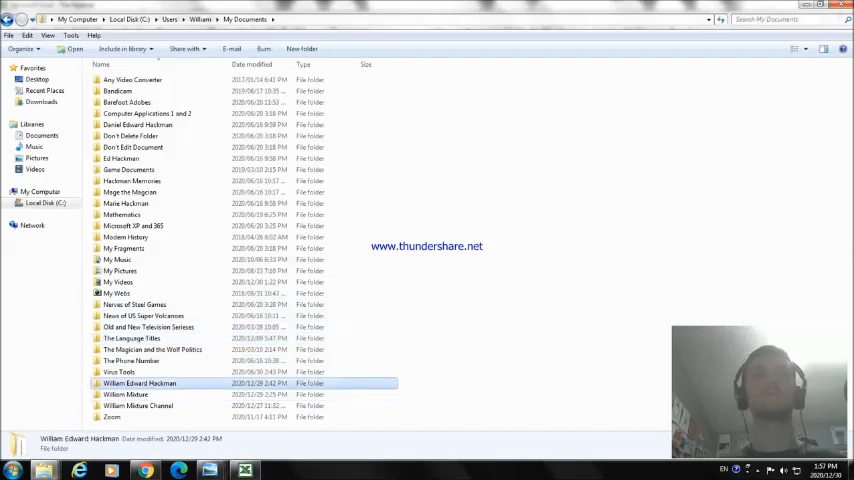 My Computer Local Disk (C:) Users William My Documents
Search My Documents
File Edit View Tools Help
Organize Open Include in library Share with E-mail Burn New folder
Name Date modified Type Size
Favorites
Desktop
Recent Places
Downloads
Libraries
Documents
Music
Pictures
Videos
My Computer
Local Disk (C:)
Network
Any Video Converter 2017/01/14 6:41 PM File folder
Bandicam 2019/06/17 10:35 ... File folder
Barefoot Adobes 2020/06/20 11:53 ... File folder
Computer Applications 1 and 2 2020/06/20 3:18 PM File folder
Daniel Edward Hackman 2020/06/16 9:59 PM File folder
Don't Delete Folder 2020/06/20 3:18 PM File folder
Don't Edit Document 2020/06/20 3:18 PM File folder
Ed Hackman 2020/06/16 9:58 PM File folder
Game Documents 2019/03/10 2:15 PM File folder
Hackman Memories 2020/06/16 10:17 ... File folder
Mage the Magician 2020/06/16 10:17 ... File folder
Marie Hackman 2020/06/16 9:58 PM File folder
Mathematics 2020/06/19 6:25 PM File folder
Microsoft XP and 365 2020/06/20 3:25 PM File folder
Modern History 2018/04/26 8:02 AM File folder
My Fragments 2020/06/20 3:18 PM File folder
My Music 2020/10/06 6:33 PM File folder
My Pictures 2020/08/23 7:10 PM File folder
My Videos 2020/12/30 1:22 PM File folder
My Webs 2018/08/31 10:43 ... File folder
Nerves of Steel Games 2020/06/20 3:28 PM File folder
News of US Super Volcanoes 2020/06/16 10:11 ... File folder
Old and New Television Serieses 2020/03/28 10:05 ... File folder
The Language Titles 2020/12/09 5:47 PM File folder
The Magician and the Wolf Politics 2019/03/10 2:14 PM File folder
The Phone Number 2020/06/16 10:38 ... File folder
Virus Tools 2020/06/30 2:43 PM File folder
William Edward Hackman 2020/12/29 2:42 PM File folder
William Mixture 2020/12/29 2:25 PM File folder
William Mixture Channel 2020/12/27 11:32 ... File folder
Zoom 2020/11/17 4:11 PM File folder
www.thundershare.net
William Edward Hackman Date modified: 2020/12/29 2:42 PM
File folder
EN
1:57 PM
2020/12/30